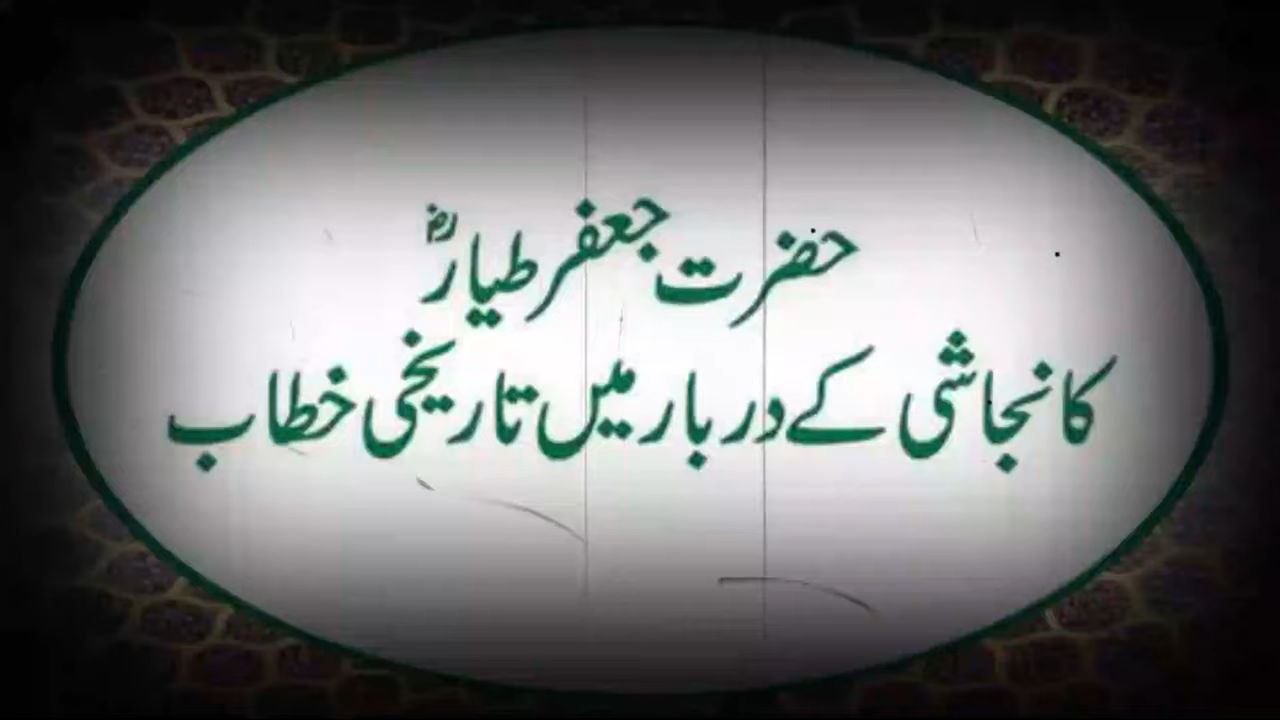 حضرت جعفر طیارؓ
کا نجاشی کے دربار میں تاریخی خطاب